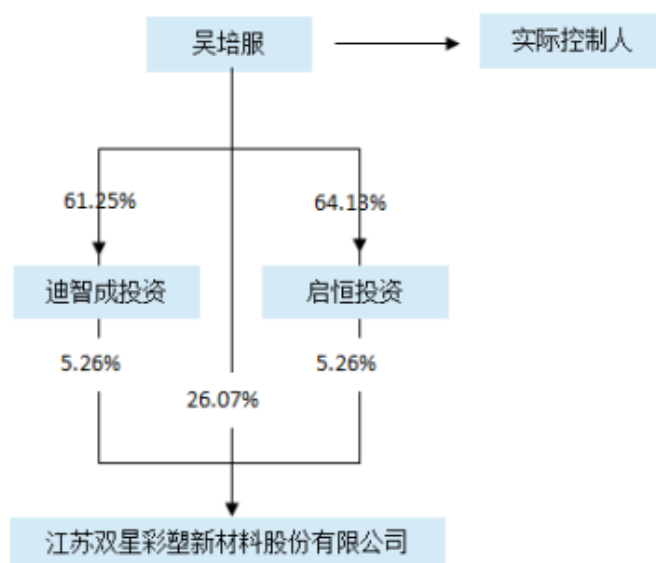 吴培服
实际控制人
61.25%
64.13%
迪智成投资
启恒投资
5.26%
5.26%
26.07%
江苏双星彩塑新材料股份有限公司